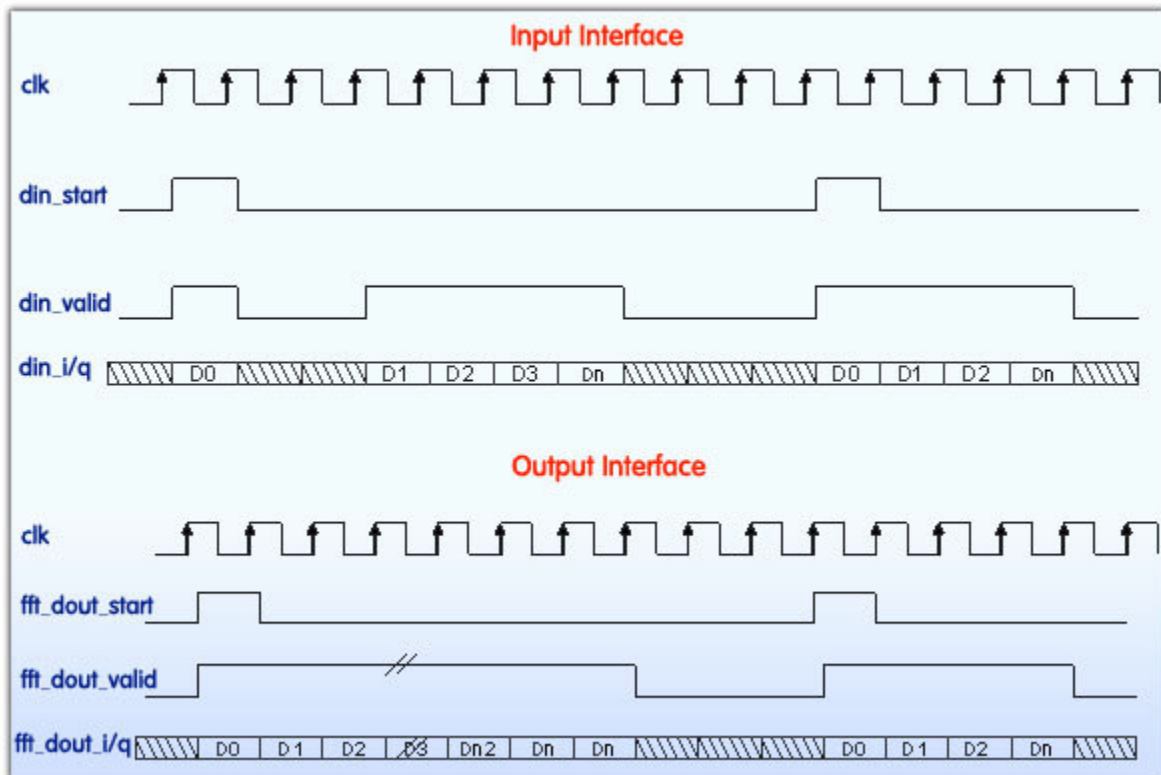 Input Interface
clk
din_start
din_valid
din_i/q D0 D1 D2 D3 Dn D0 D1 D2 Dn
Output Interface
clk
fft_dout_start
fft_dout_valid
fft_dout_i/q D0 D1 D2 D3 Dn2 Dn Dn D0 D1 D2 Dn